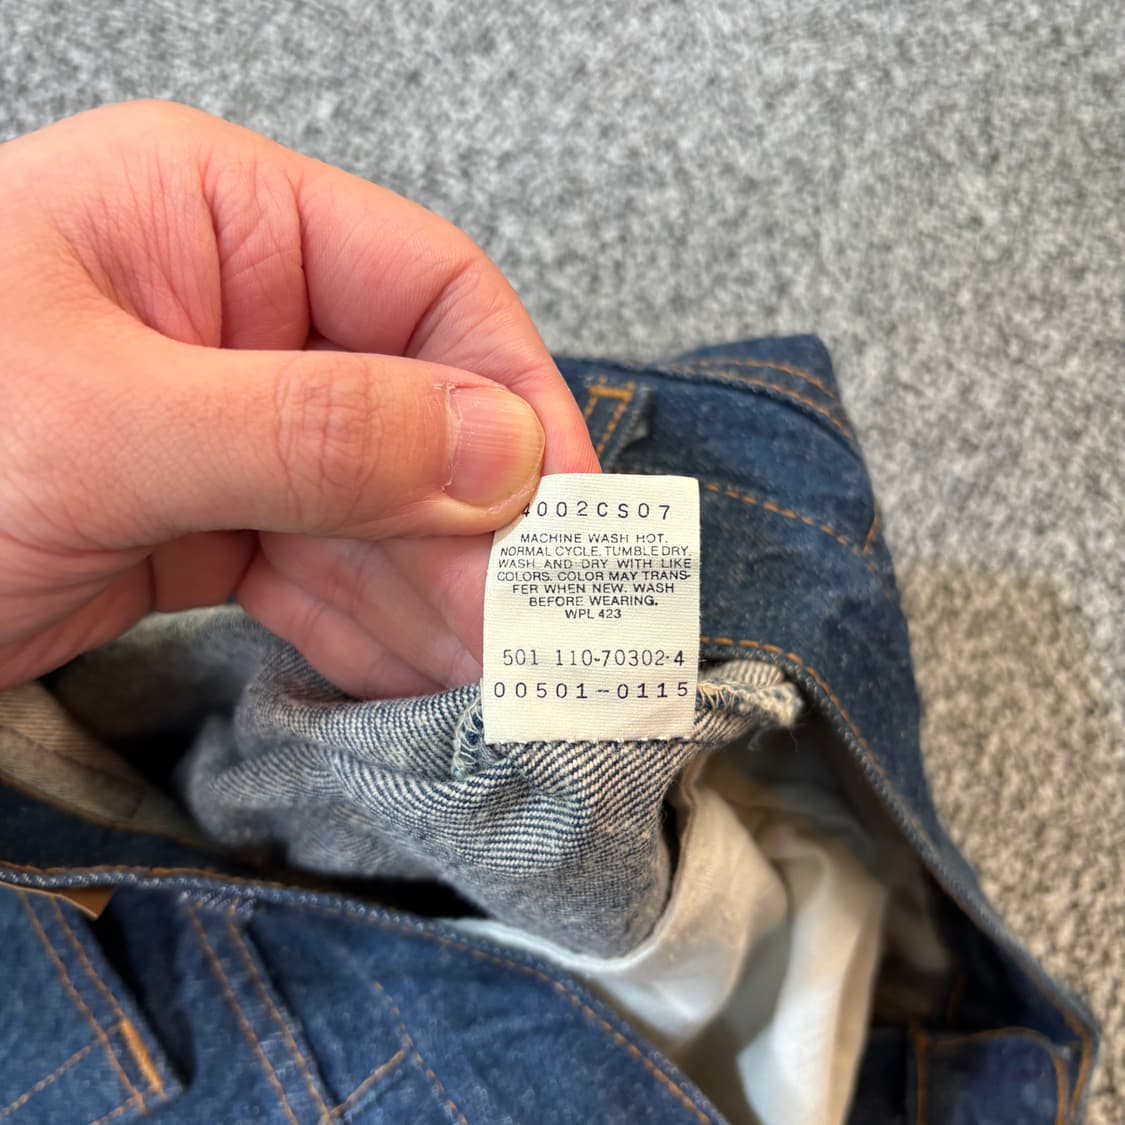 4002CS07
MACHINE WASH HOT.
NORMAL CYCLE. TUMBLE DRY.
WASH AND DRY WITH LIKE
COLORS. COLOR MAY TRANS-
FER WHEN NEW. WASH
BEFORE WEARING.
WPL 423
501 110-70302-4
00501-0115